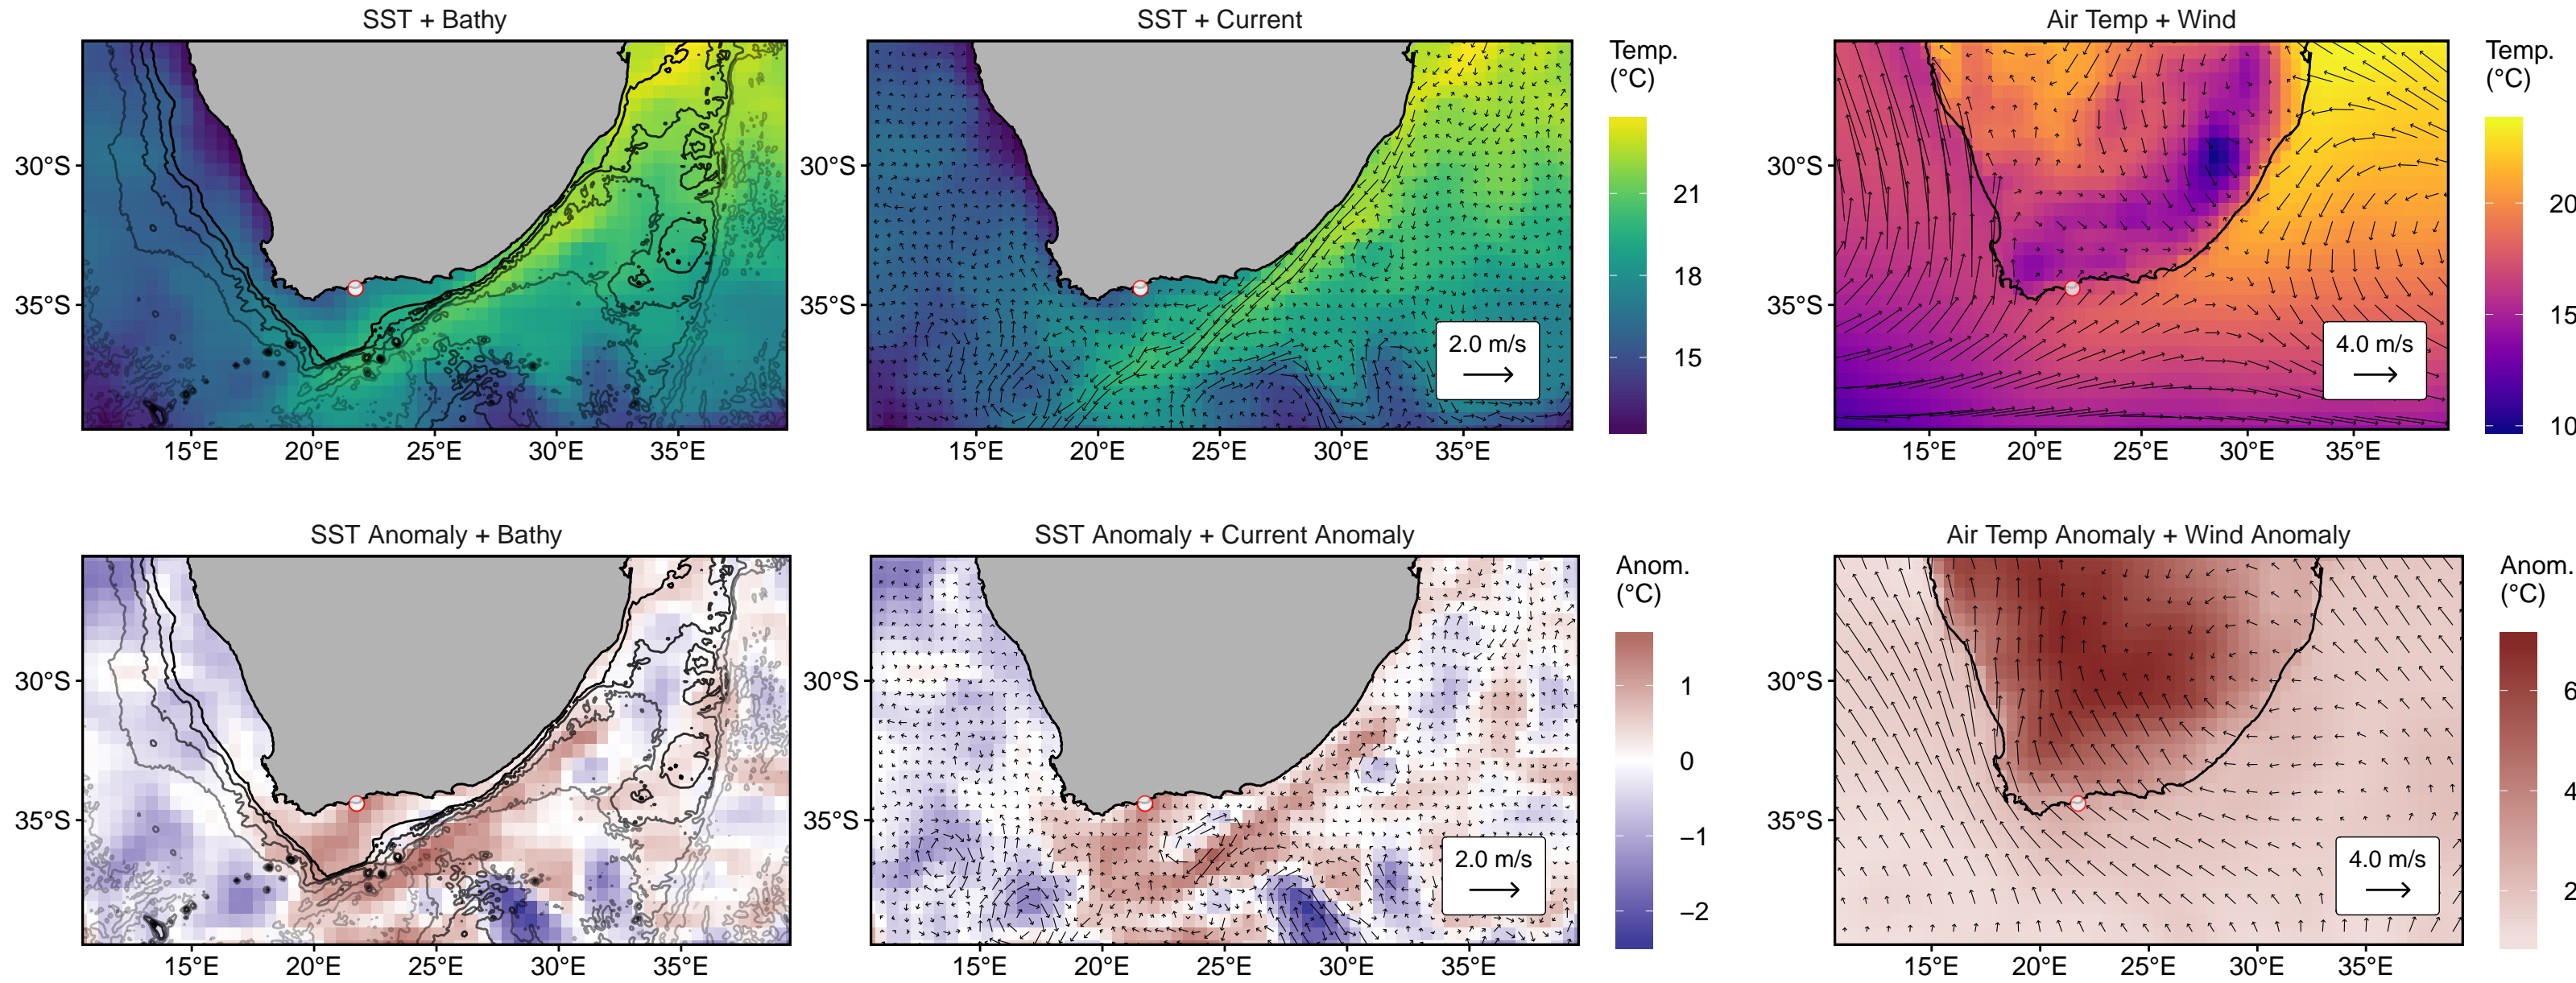 SST + Bathy
SST + Current
Air Temp + Wind
30°S
35°S
15°E 20°E 25°E 30°E 35°E
30°S
35°S
2.0 m/s
15°E 20°E 25°E 30°E 35°E
Temp.
(°C)
21
18
15
30°S
35°S
4.0 m/s
15°E 20°E 25°E 30°E 35°E
Temp.
(°C)
20
15
10
SST Anomaly + Bathy
SST Anomaly + Current Anomaly
Air Temp Anomaly + Wind Anomaly
30°S
35°S
15°E 20°E 25°E 30°E 35°E
30°S
35°S
2.0 m/s
15°E 20°E 25°E 30°E 35°E
Anom.
(°C)
1
0
−1
−2
30°S
35°S
4.0 m/s
15°E 20°E 25°E 30°E 35°E
Anom.
(°C)
6
4
2